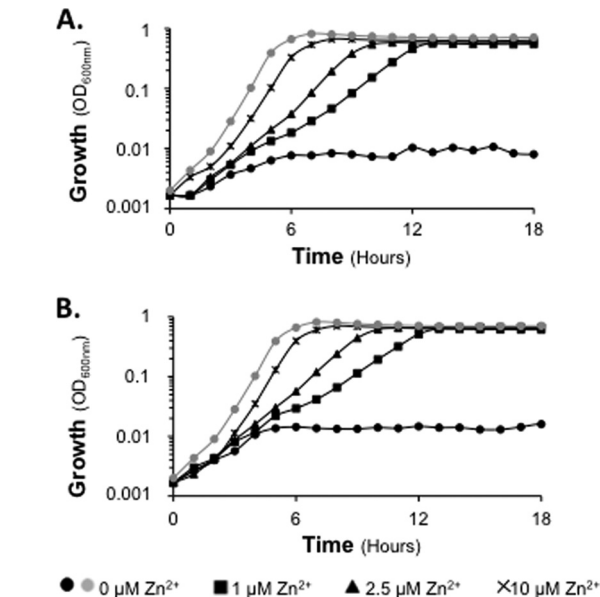 A.
Growth (OD600nm)
1
0.1
0.01
0.001
0 6 12 18
Time (Hours)
B.
Growth (OD600nm)
1
0.1
0.01
0.001
0 6 12 18
Time (Hours)
0 µM Zn2+ 1 µM Zn2+ 2.5 µM Zn2+ 10 µM Zn2+